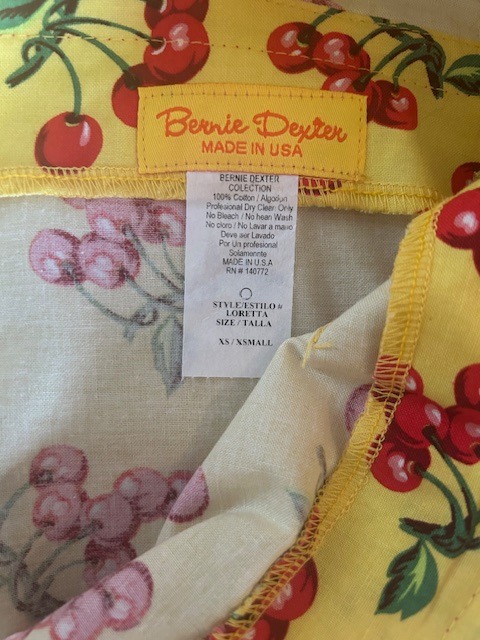 Bernie Dexter
MADE IN USA
BERNIE DEXTER
COLECTION
100% Cotton / Algodon
Profesional Dry Clean Only
No Bleach / No hean Wash
No cloro / No Lavar a mano
Deve aer Lavado
Por Un profesional
Solamemnte
MADE IN U.S.A
RN # 140772
STYLE/ESTILO #
LORETTA
SIZE / TALLA
XS / XSMALL